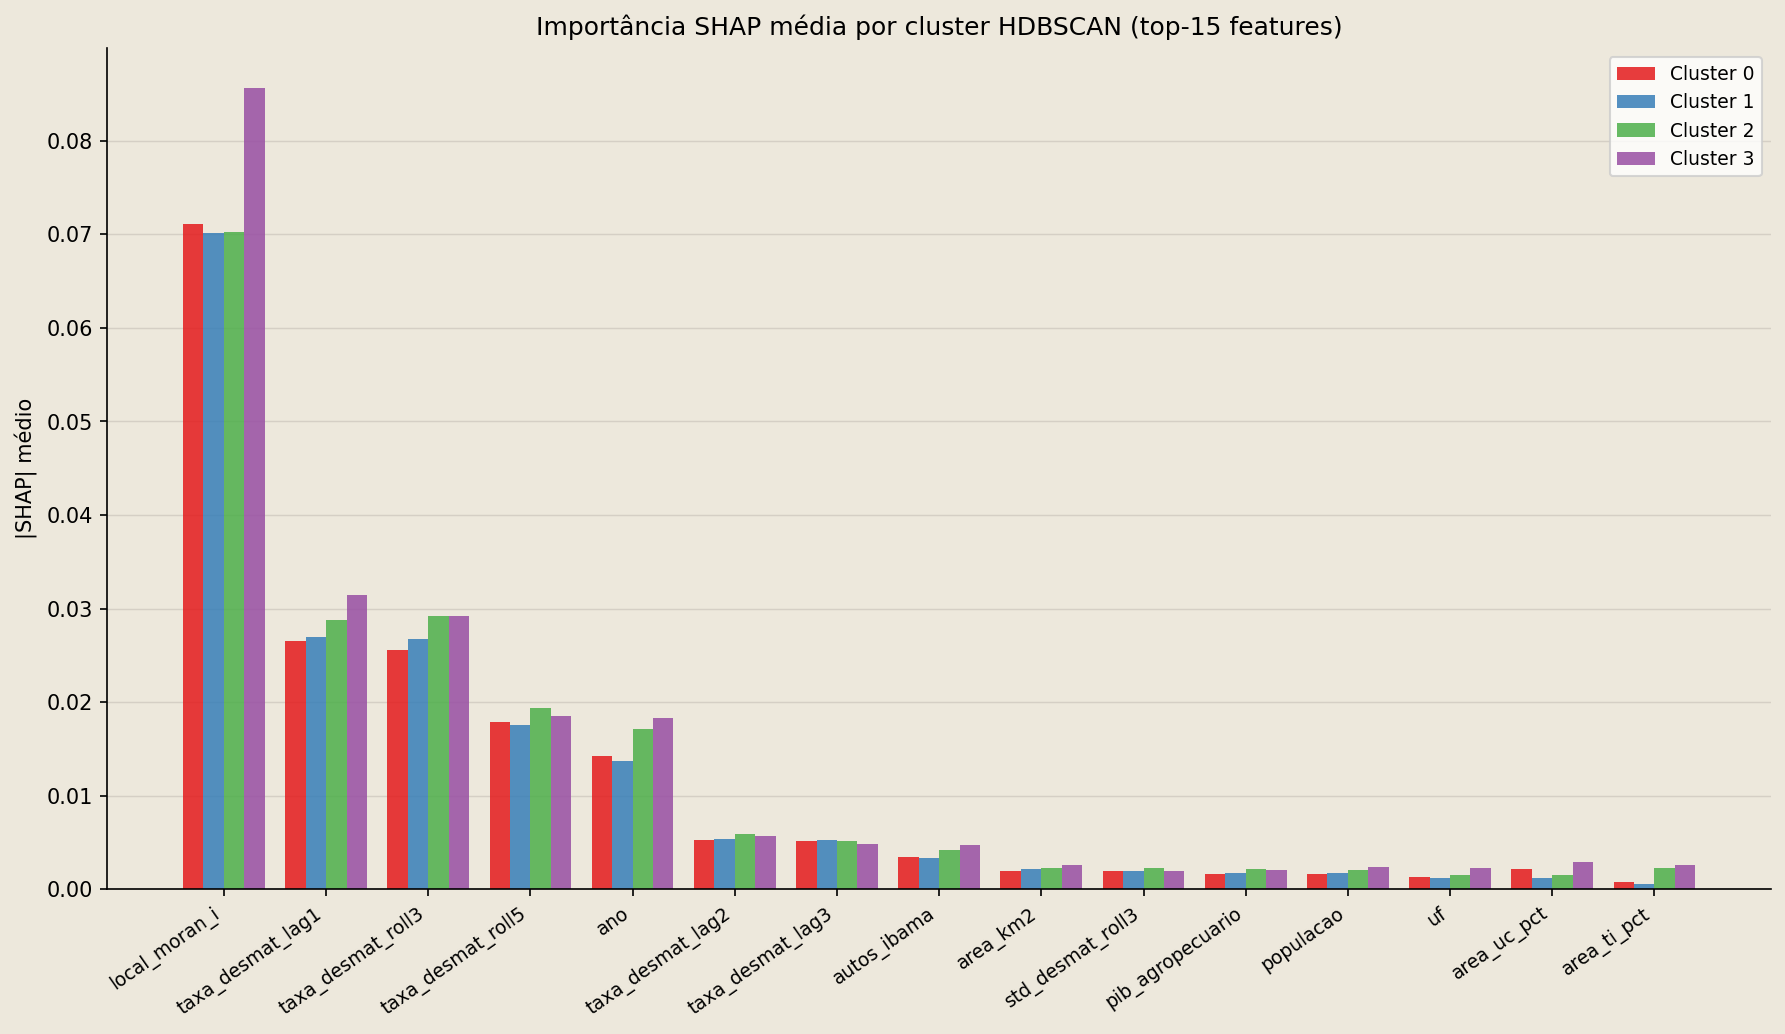 Importância SHAP média por cluster HDBSCAN (top-15 features)
Cluster 0
Cluster 1
Cluster 2
Cluster 3
|SHAP| médio
0.08
0.07
0.06
0.05
0.04
0.03
0.02
0.01
0.00
local_moran_i
taxa_desmat_lag1
taxa_desmat_roll3
taxa_desmat_roll5
ano
taxa_desmat_lag2
taxa_desmat_lag3
autos_ibama
area_km2
std_desmat_roll3
pib_agropecuario
populacao
uf
area_uc_pct
area_ti_pct